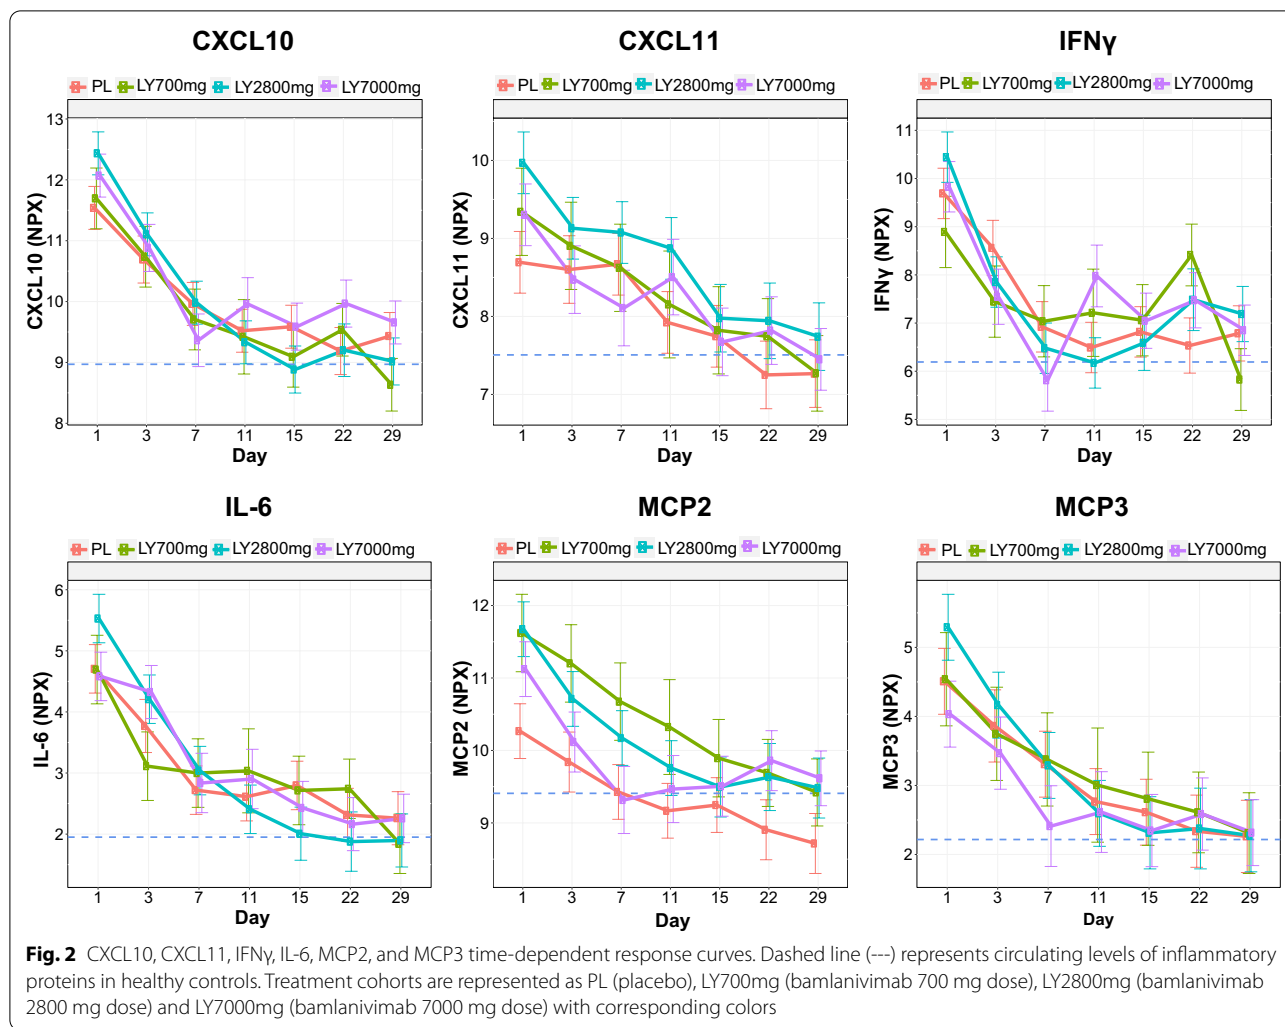 CXCL10
CXCL11
IFNγ
PL LY700mg LY2800mg LY7000mg
PL LY700mg LY2800mg LY7000mg
PL LY700mg LY2800mg LY7000mg
CXCL10 (NPX)
13
12
11
10
9
8
1 3 7 11 15 22 29
Day
CXCL11 (NPX)
10
9
8
7
1 3 7 11 15 22 29
Day
IFNγ (NPX)
11
10
9
8
7
6
5
1 3 7 11 15 22 29
Day
IL-6
MCP2
MCP3
PL LY700mg LY2800mg LY7000mg
PL LY700mg LY2800mg LY7000mg
PL LY700mg LY2800mg LY7000mg
IL-6 (NPX)
6
5
4
3
2
1 3 7 11 15 22 29
Day
MCP2 (NPX)
12
11
10
9
1 3 7 11 15 22 29
Day
MCP3 (NPX)
5
4
3
2
1 3 7 11 15 22 29
Day
Fig. 2 CXCL10, CXCL11, IFNγ, IL-6, MCP2, and MCP3 time-dependent response curves. Dashed line (---) represents circulating levels of inflammatory
proteins in healthy controls. Treatment cohorts are represented as PL (placebo), LY700mg (bamlanivimab 700 mg dose), LY2800mg (bamlanivimab
2800 mg dose) and LY7000mg (bamlanivimab 7000 mg dose) with corresponding colors